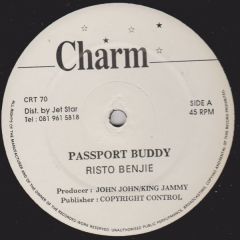 Charm
CRT 70
Dist. by Jet Star
Tel : 081 961 5818
SIDE A
45 RPM
PASSPORT BUDDY
RISTO BENJIE
Producer : JOHN JOHN/KING JAMMY
Publisher : COPYRIGHT CONTROL